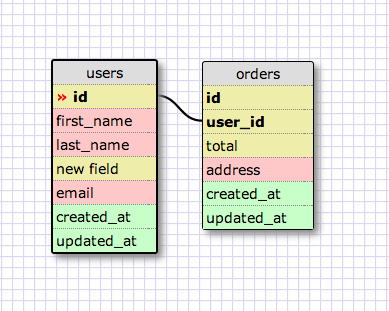 users
» id
first_name
last_name
new field
email
created_at
updated_at
orders
id
user_id
total
address
created_at
updated_at